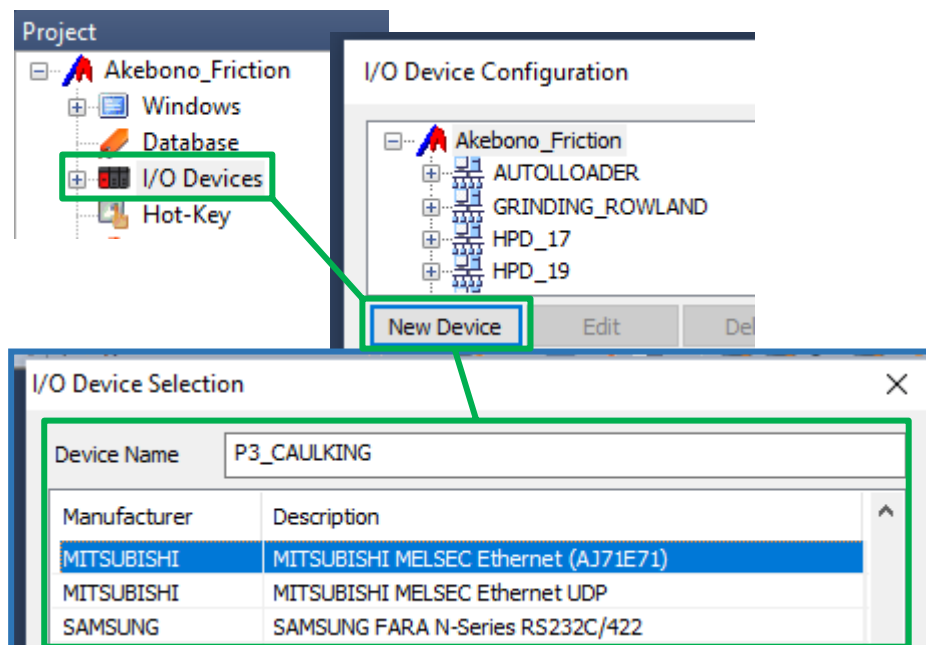 Project
Akebono_Friction
Windows
Database
I/O Devices
Hot-Key
I/O Device Configuration
Akebono_Friction
AUTOLLOADER
GRINDING_ROWLAND
HPD_17
HPD_19
New Device Edit Del
I/O Device Selection
Device Name P3_CAULKING
Manufacturer Description
MITSUBISHI MITSUBISHI MELSEC Ethernet (AJ71E71)
MITSUBISHI MITSUBISHI MELSEC Ethernet UDP
SAMSUNG SAMSUNG FARA N-Series RS232C/422